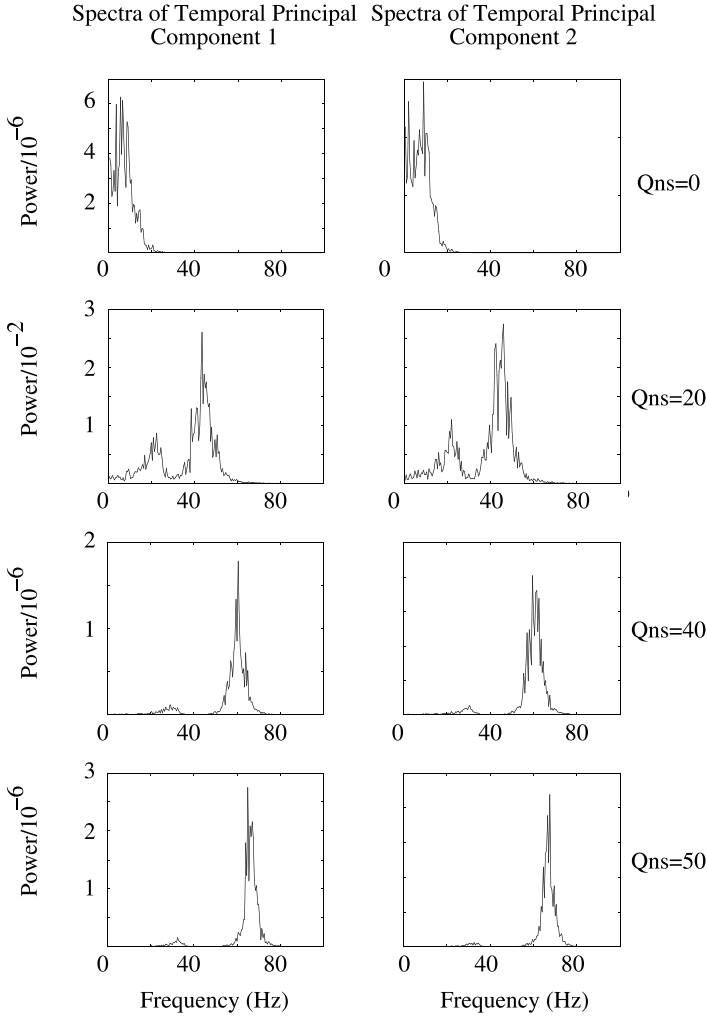 Spectra of Temporal Principal Component 1
Spectra of Temporal Principal Component 2
Power/10⁻⁶
6
4
2
0 40 80
0 40 80
Qns=0
Power/10⁻²
3
2
1
0 40 80
0 40 80
Qns=20
Power/10⁻⁶
2
1
0 40 80
0 40 80
Qns=40
Power/10⁻⁶
3
2
1
0 40 80
0 40 80
Qns=50
Frequency (Hz)
Frequency (Hz)